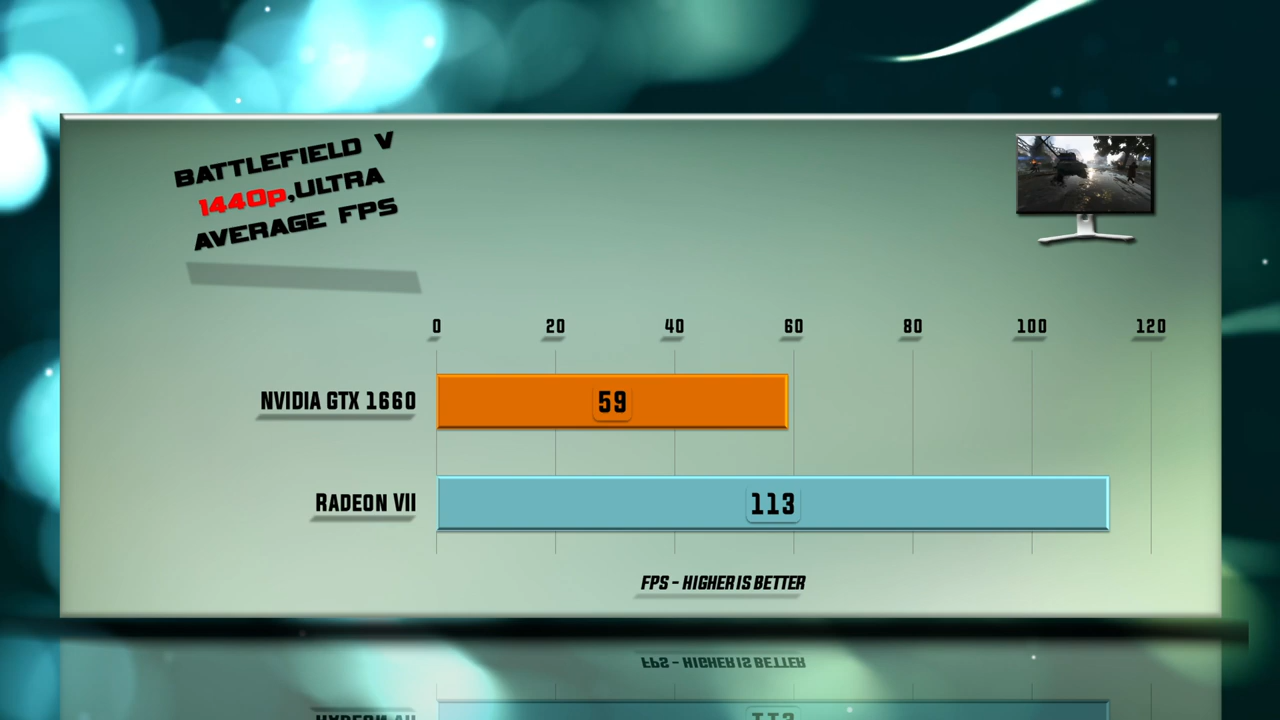 BATTLEFIELD V
1440p,ULTRA
AVERAGE FPS
0 20 40 60 80 100 120
NVIDIA GTX 1660
59
RADEON VII
113
FPS - HIGHER IS BETTER